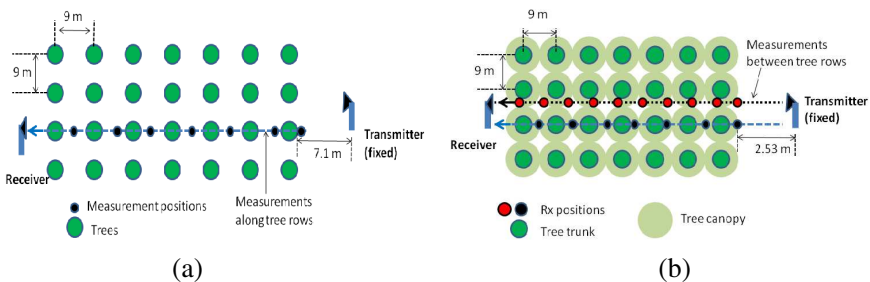 9 m
9 m
Transmitter
(fixed)
7.1 m
Receiver
Measurement positions
Trees
Measurements
along tree rows
(a)
9 m
9 m
Measurements
between tree rows
Transmitter
(fixed)
2.53 m
Receiver
Rx positions
Tree trunk
Tree canopy
(b)